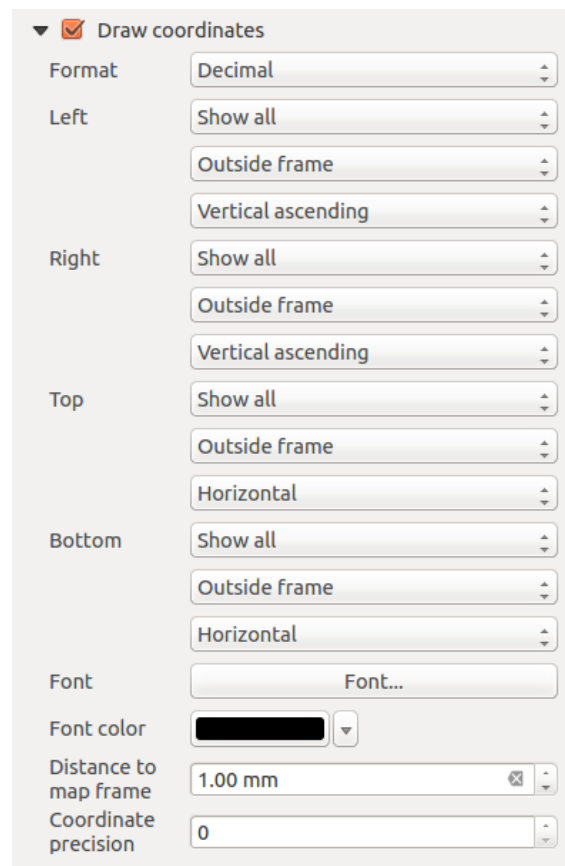 Draw coordinates
Format Decimal
Left Show all
Outside frame
Vertical ascending
Right Show all
Outside frame
Vertical ascending
Top Show all
Outside frame
Horizontal
Bottom Show all
Outside frame
Horizontal
Font Font...
Font color
Distance to
map frame 1.00 mm
Coordinate
precision 0